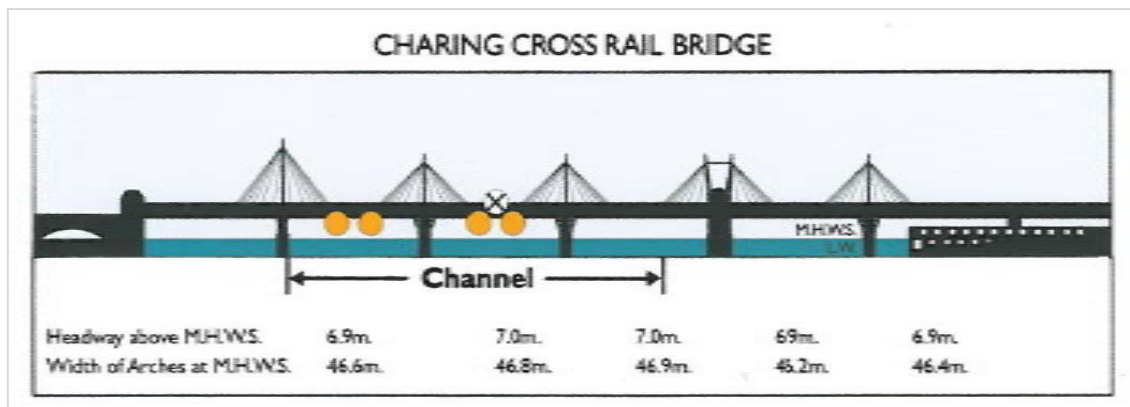 CHARING CROSS RAIL BRIDGE
M.H.W.S.
L.W.
Channel
Headway above M.H.W.S. 6.9m. 7.0m. 7.0m. 69m. 6.9m.
Width of Arches at M.H.W.S. 46.6m. 46.8m. 46.9m. 45.2m. 46.4m.